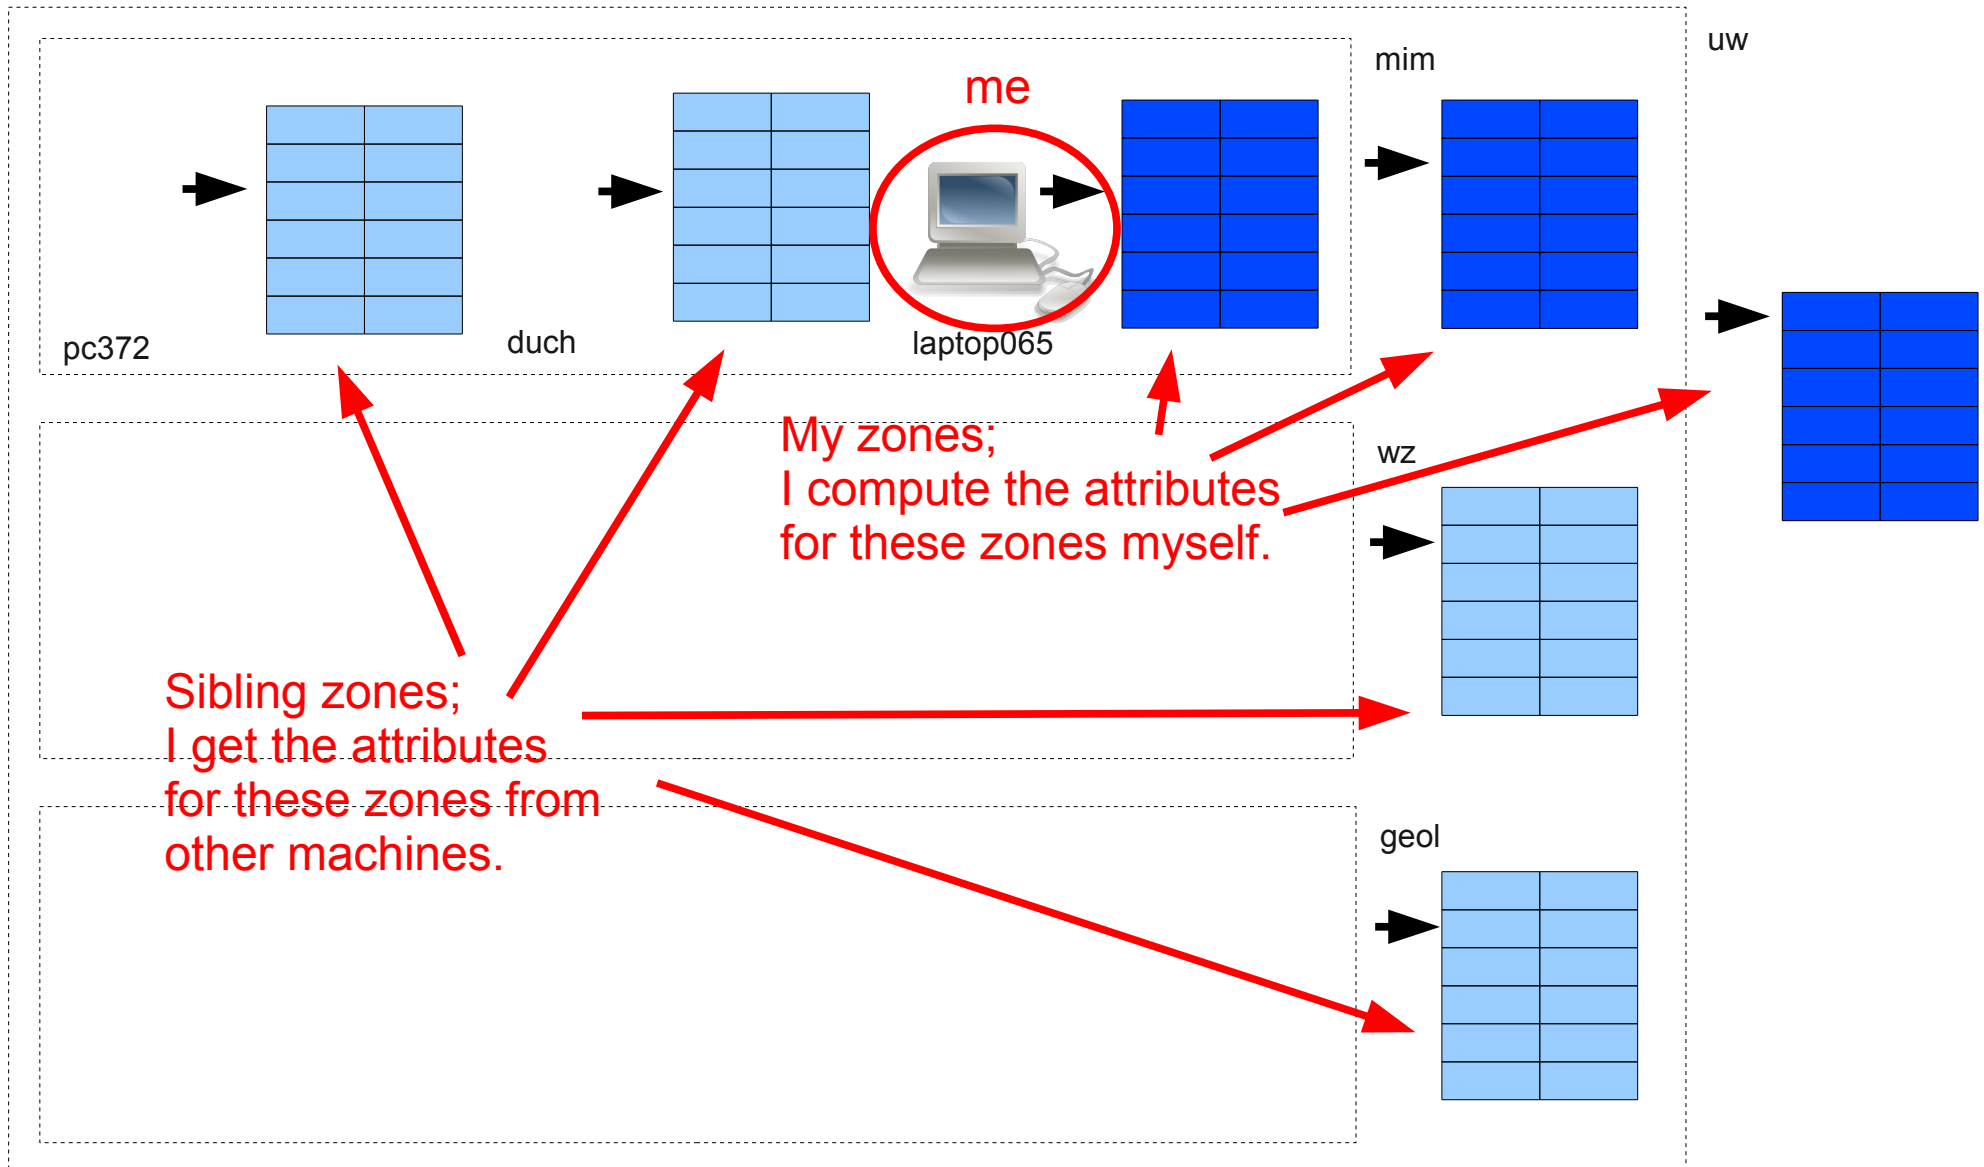 uw
mim
me
pc372
duch
laptop065
My zones;
I compute the attributes
for these zones myself.
wz
Sibling zones;
I get the attributes
for these zones from
other machines.
geol